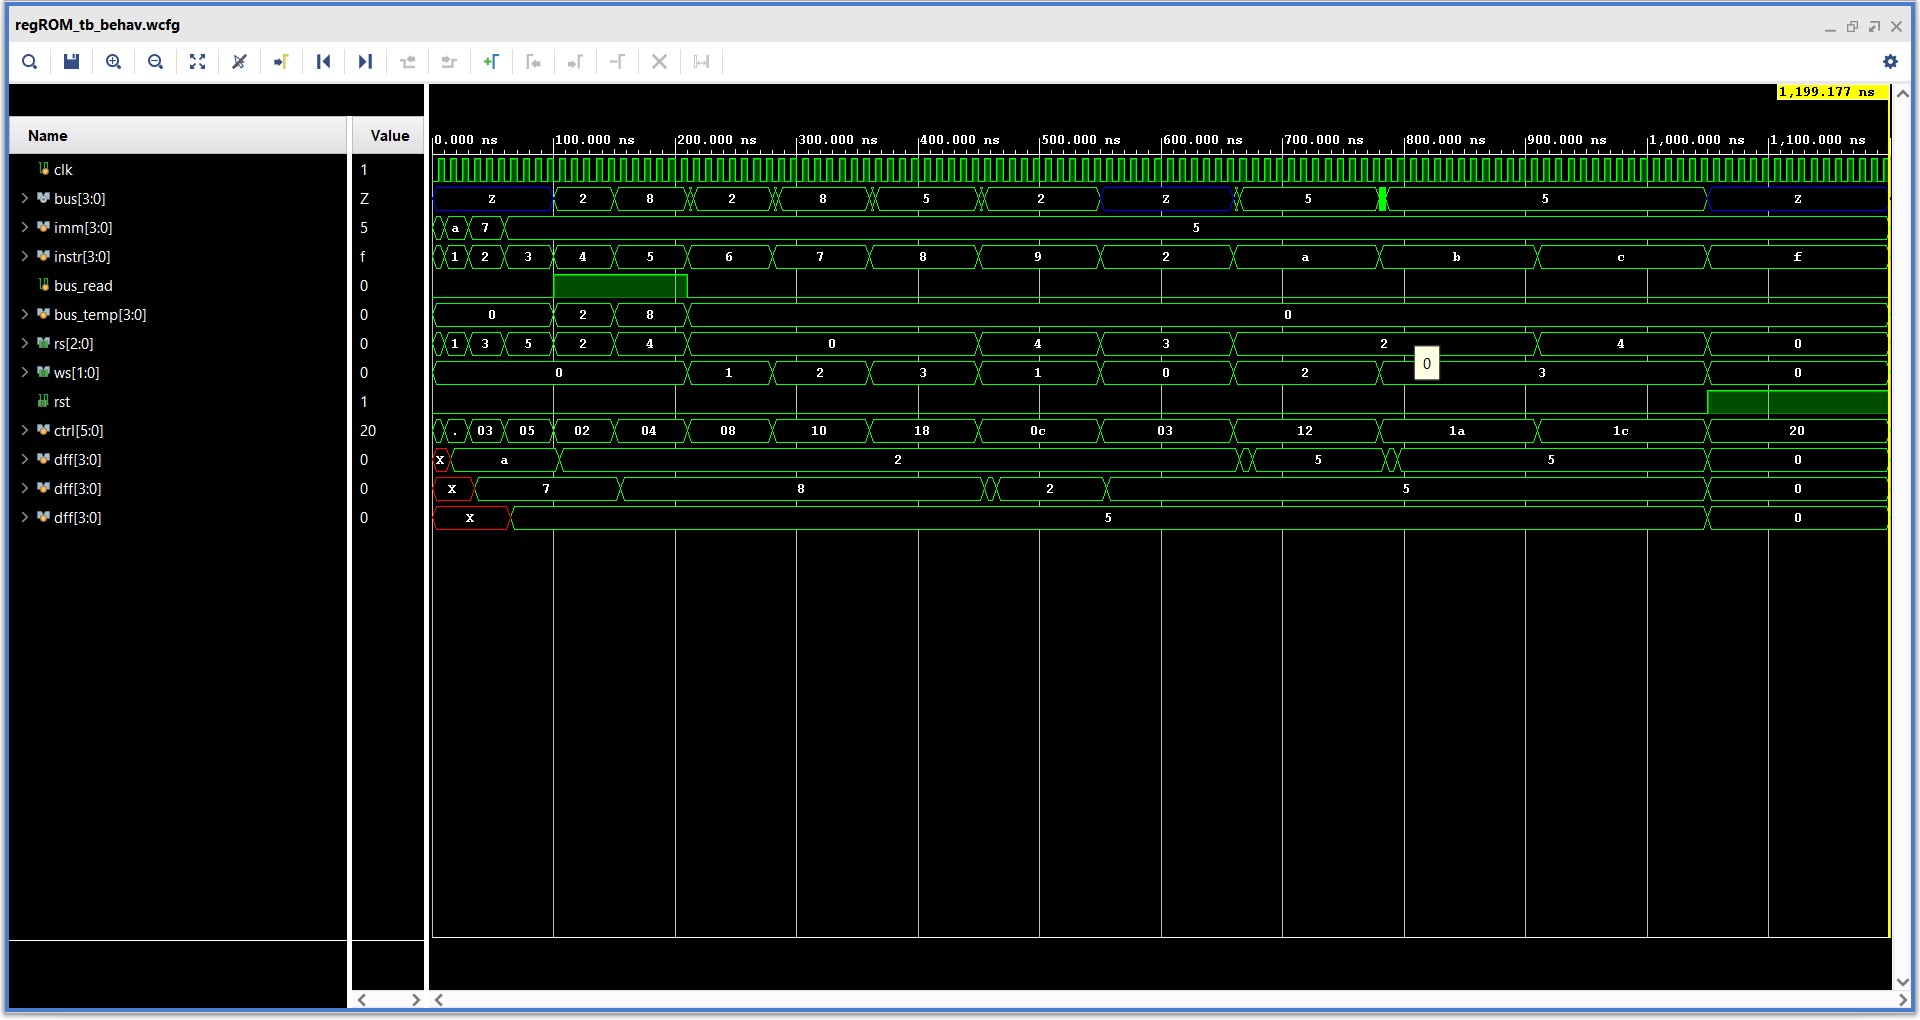 regROM_tb_behav.wcfg
1,199.177 ns
Name Value
0.000 ns 100.000 ns 200.000 ns 300.000 ns 400.000 ns 500.000 ns 600.000 ns 700.000 ns 800.000 ns 900.000 ns 1,000.000 ns 1,100.000 ns
clk 1
bus[3:0] Z Z 2 8 2 8 5 2 Z 5 5 Z
imm[3:0] 5 a 7 5
instr[3:0] f 1 2 3 4 5 6 7 8 9 2 a b c f
bus_read 0
bus_temp[3:0] 0 0 2 8 0
rs[2:0] 0 1 3 5 2 4 0 4 3 2 4 0
0
ws[1:0] 0 0 1 2 3 1 0 2 3 0
rst 1
ctrl[5:0] 20 . 03 05 02 04 08 10 18 0c 03 12 1a 1c 20
dff[3:0] 0 X a 2 5 5 0
dff[3:0] 0 X 7 8 2 5 0
dff[3:0] 0 X 5 0